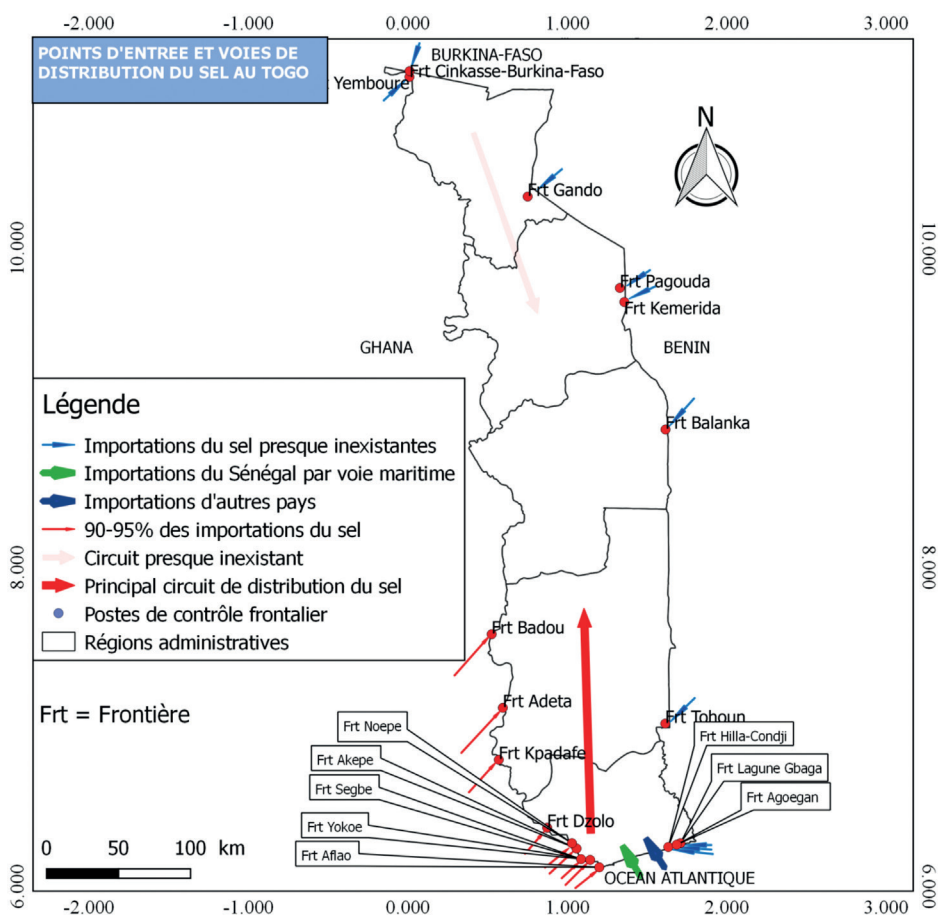 -2.000 -1.000 0.000 1.000 2.000 3.000
POINTS D'ENTREE ET VOIES DE
DISTRIBUTION DU SEL AU TOGO
BURKINA-FASO
Frt Cinkasse-Burkina-Faso
Yemboure
N
Frt Gando
10.000
10.000
Frt Pagouda
Frt Kemerida
GHANA
BENIN
Légende
Importations du sel presque inexistantes
Importations du Sénégal par voie maritime
Importations d'autres pays
90-95% des importations du sel
Circuit presque inexistant
Principal circuit de distribution du sel
Postes de contrôle frontalier
Régions administratives
Frt Balanka
8.000
8.000
Frt Badou
Frt = Frontière
Frt Adeta
Frt Tohoun
Frt Noepe
Frt Hilla-Condji
Frt Akepe
Frt Kpadafe
Frt Lagune Gbaga
Frt Segbe
Frt Agoegan
Frt Yokoe
Frt Dzolo
Frt Aflao
0 50 100 km
OCEAN ATLANTIQUE
6.000
6.000
-2.000 -1.000 0.000 1.000 2.000 3.000